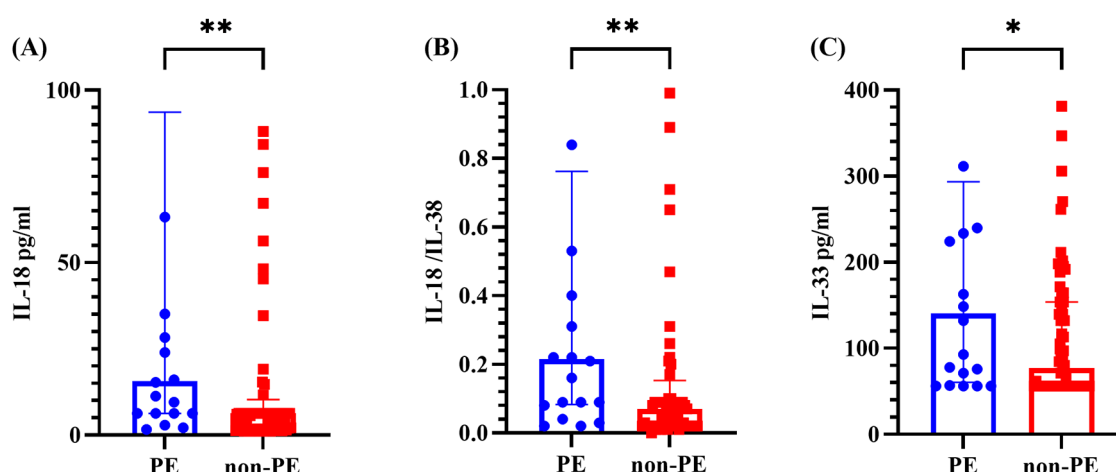 (A)
**
IL-18 pg/ml
100
50
0
PE non-PE
(B)
**
IL-18 /IL-38
1.0
0.8
0.6
0.4
0.2
0.0
PE non-PE
(C)
*
IL-33 pg/ml
400
300
200
100
0
PE non-PE